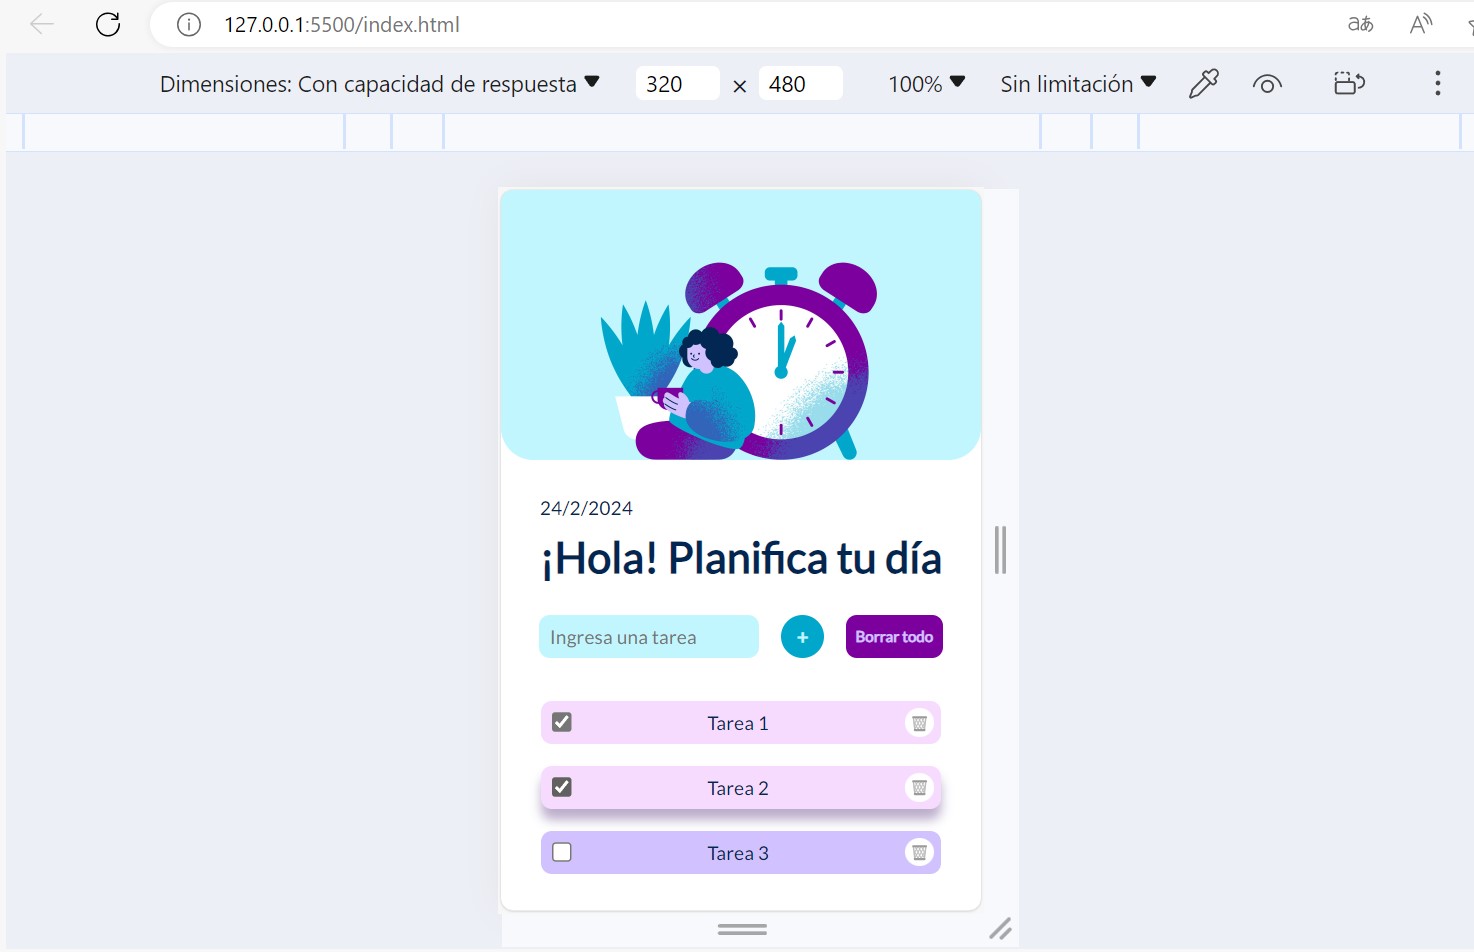 127.0.0.1:5500/index.html
Dimensiones: Con capacidad de respuesta 320 × 480 100% Sin limitación
24/2/2024
¡Hola! Planifica tu día
Ingresa una tarea + Borrar todo
Tarea 1
Tarea 2
Tarea 3